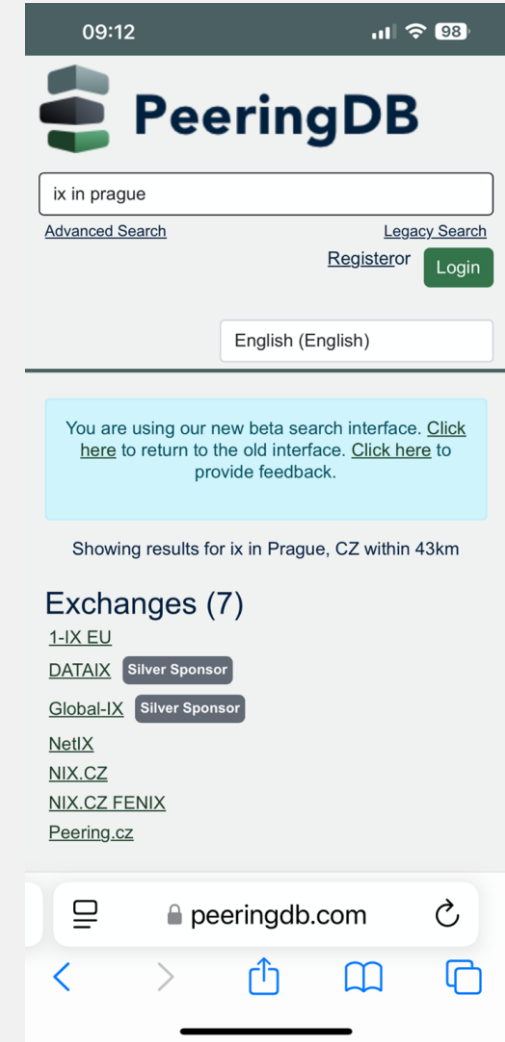 09:12
98
PeeringDB
ix in prague
Advanced Search
Legacy Search
Registeror
Login
English (English)
You are using our new beta search interface. Click
here to return to the old interface. Click here to
provide feedback.
Showing results for ix in Prague, CZ within 43km
Exchanges (7)
1-IX EU
DATAIX Silver Sponsor
Global-IX Silver Sponsor
NetIX
NIX.CZ
NIX.CZ FENIX
Peering.cz
peeringdb.com